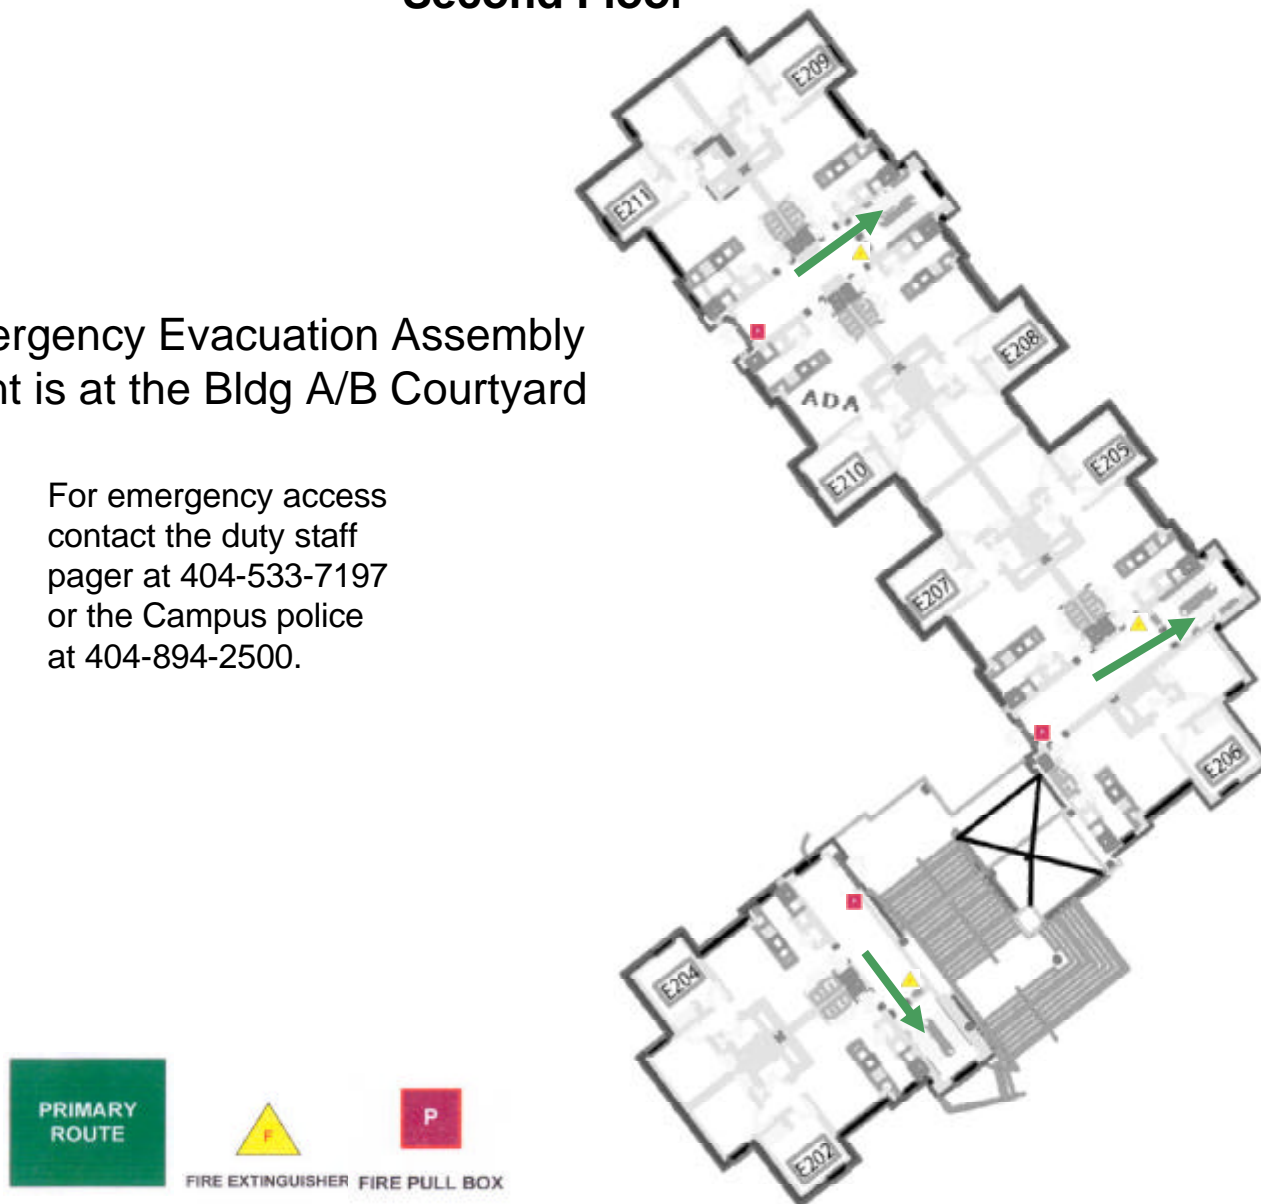 Second Floor
ergency Evacuation Assembly
nt is at the Bldg A/B Courtyard
For emergency access
contact the duty staff
pager at 404-533-7197
or the Campus police
at 404-894-2500.
E209
E211
E208
ADA
E210
E205
E207
E206
E204
E202
PRIMARY
ROUTE
F
FIRE EXTINGUISHER
P
FIRE PULL BOX